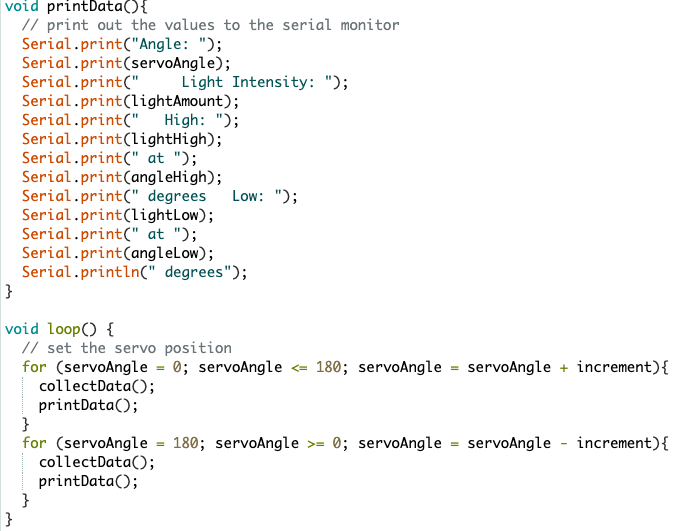 void printData(){
  // print out the values to the serial monitor
  Serial.print("Angle: ");
  Serial.print(servoAngle);
  Serial.print("     Light Intensity: ");
  Serial.print(lightAmount);
  Serial.print("   High: ");
  Serial.print(lightHigh);
  Serial.print(" at ");
  Serial.print(angleHigh);
  Serial.print(" degrees   Low: ");
  Serial.print(lightLow);
  Serial.print(" at ");
  Serial.print(angleLow);
  Serial.println(" degrees");
}

void loop() {
  // set the servo position
  for (servoAngle = 0; servoAngle <= 180; servoAngle = servoAngle + increment){
    collectData();
    printData();
  }
  for (servoAngle = 180; servoAngle >= 0; servoAngle = servoAngle - increment){
    collectData();
    printData();
  }
}